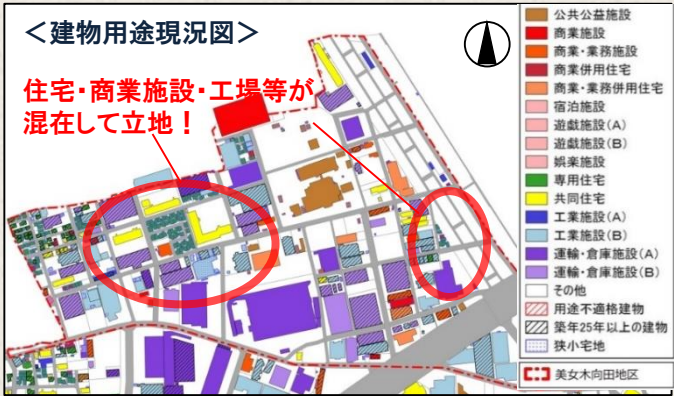 ＜建物用途現況図＞
住宅・商業施設・工場等が
混在して立地！
公共公益施設
商業施設
商業・業務施設
商業併用住宅
商業・業務併用住宅
宿泊施設
遊戯施設(A)
遊戯施設(B)
娯楽施設
専用住宅
共同住宅
工業施設(A)
工業施設(B)
運輸・倉庫施設(A)
運輸・倉庫施設(B)
その他
用途不適格建物
築年25年以上の建物
狭小宅地
美女木向田地区